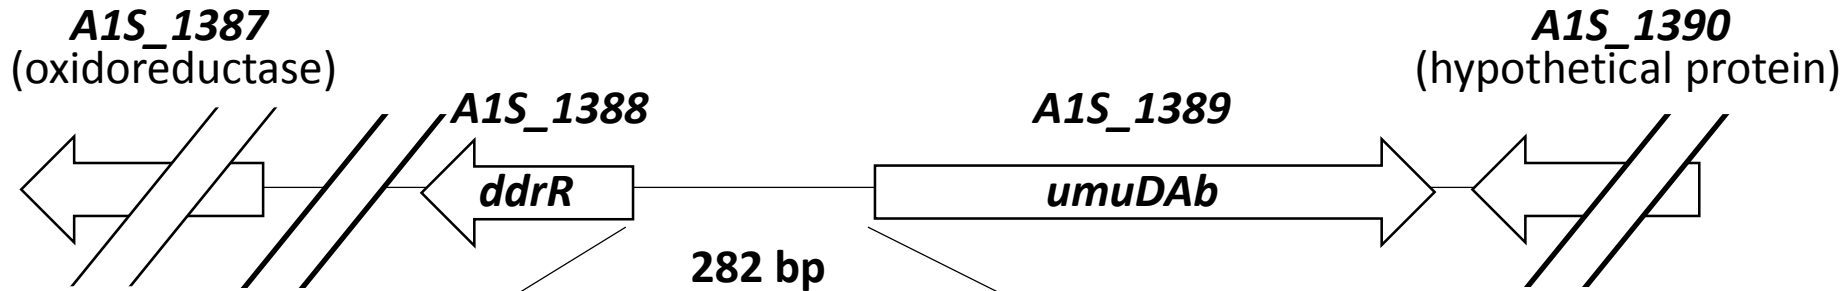 A1S_1387
(oxidoreductase)
A1S_1390
(hypothetical protein)
A1S_1388
A1S_1389
ddrR
umuDAb
282 bp